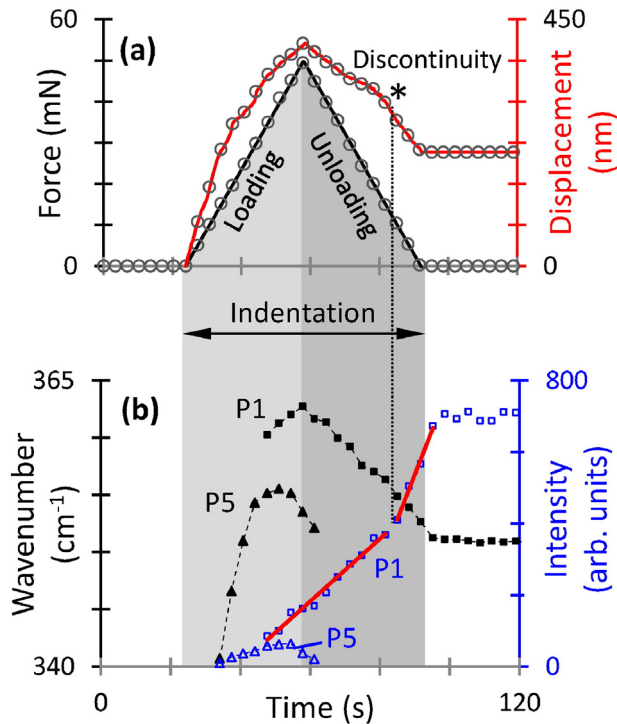 60
450
(a)
Discontinuity
*
Force (mN)
Displacement
(nm)
Loading
Unloading
0
0
Indentation
365
800
(b)
P1
P5
Wavenumber
(cm⁻¹)
Intensity
(arb. units)
P1
P5
340
0
0
Time (s)
120